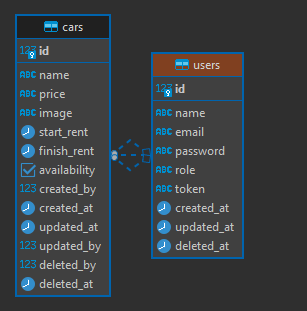 cars
123 id
ABC name
ABC price
ABC image
start_rent
finish_rent
availability
123 created_by
created_at
updated_at
123 updated_by
123 deleted_by
deleted_at
users
ABC id
ABC name
ABC email
ABC password
ABC role
ABC token
created_at
updated_at
deleted_at